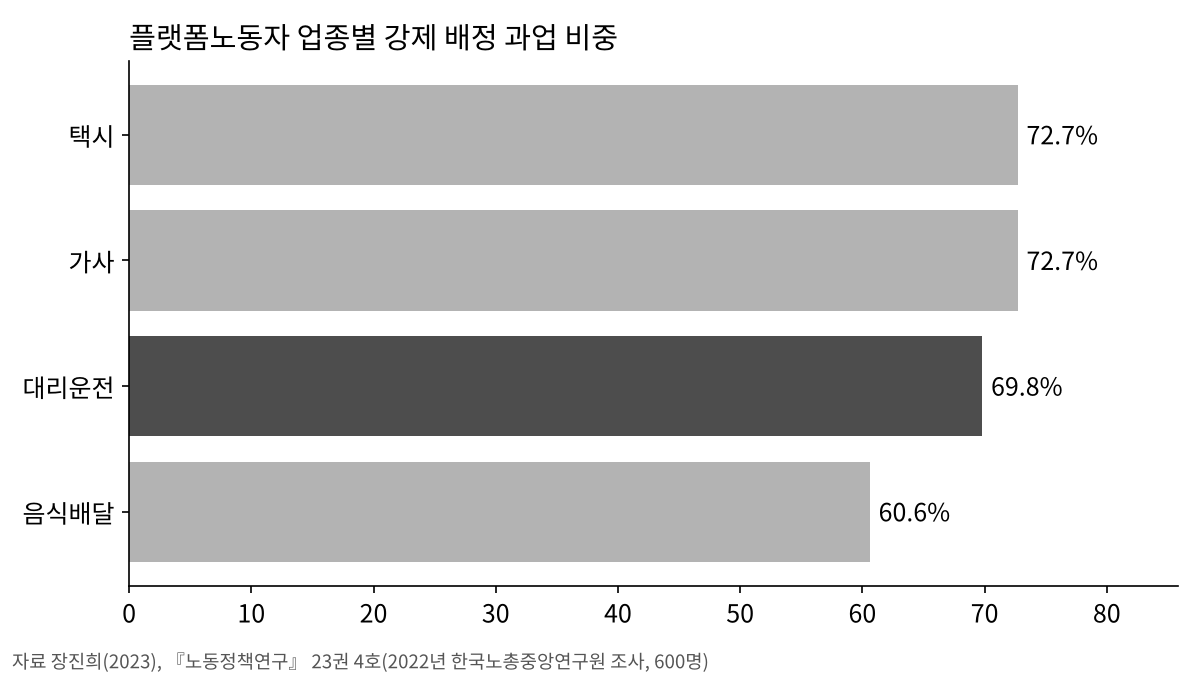 플랫폼노동자 업종별 강제 배정 과업 비중
택시 72.7%
가사 72.7%
대리운전 69.8%
음식배달 60.6%
0 10 20 30 40 50 60 70 80
자료 장진희(2023), 『노동정책연구』 23권 4호(2022년 한국노총중앙연구원 조사, 600명)